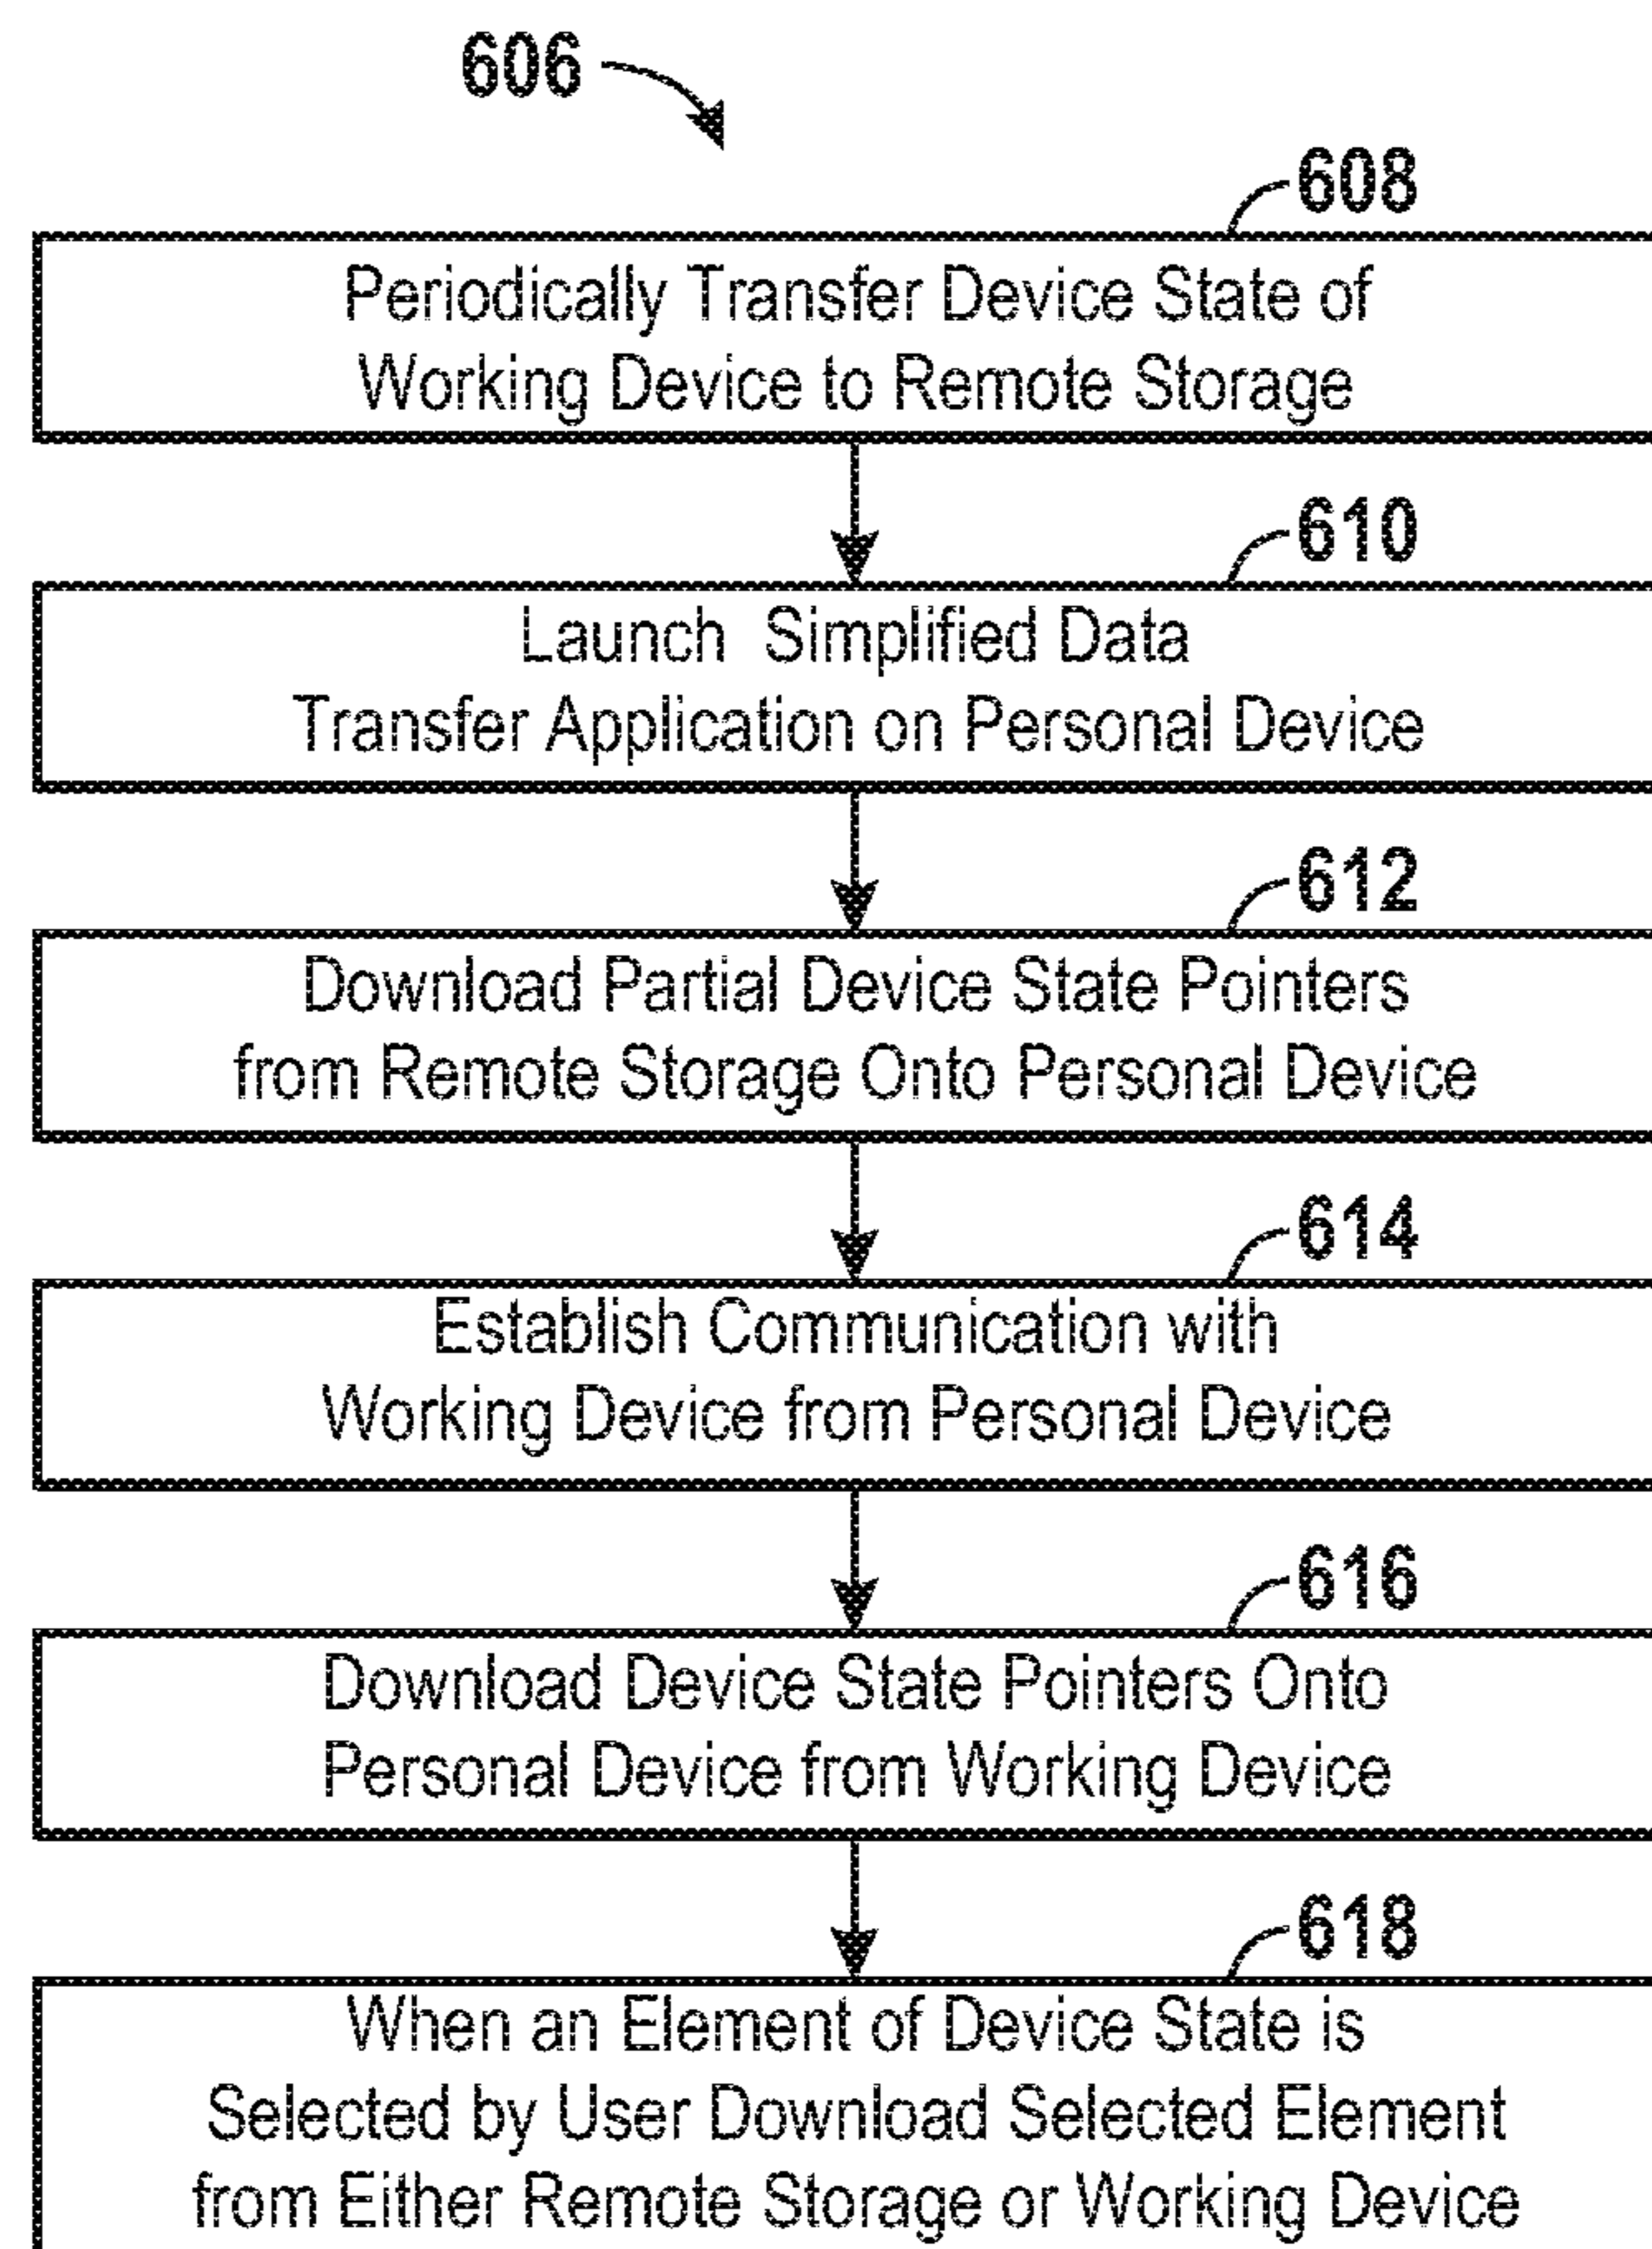 606
608
Periodically Transfer Device State of
Working Device to Remote Storage
610
Launch Simplified Data
Transfer Application on Personal Device
612
Download Partial Device State Pointers
from Remote Storage Onto Personal Device
614
Establish Communication with
Working Device from Personal Device
616
Download Device State Pointers Onto
Personal Device from Working Device
618
When an Element of Device State is
Selected by User Download Selected Element
from Either Remote Storage or Working Device